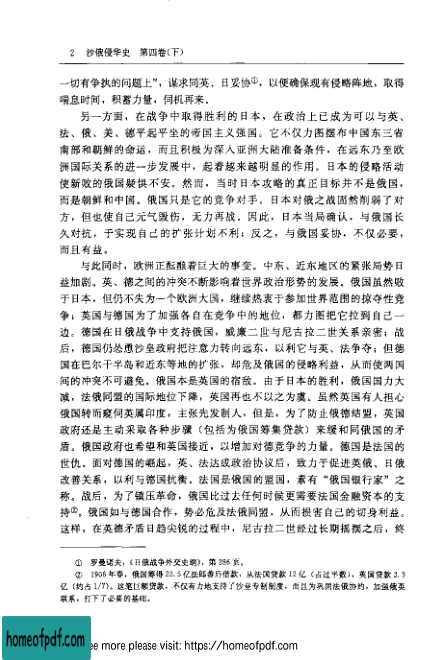 2 沙俄侵华史 第四卷(下)
一切有争执的问题上”,谋求同英、日妥协①,以便确保现有侵略阵地,取得
喘息时间,积蓄力量,伺机再来。
另一方面,在战争中取得胜利的日本,在政治上已成为可以与英、
法、俄、美、德平起平坐的帝国主义强国。它不仅力图摆布中国东三省
南部和朝鲜的命运,而且积极为深入亚洲大陆准备条件,在远东乃至欧
洲国际关系的进一步发展中,起着越来越明显的作用。日本的侵略活动
使新败的俄国疑惧不安。然而,当时日本攻略的真正目标并不是俄国,
而是朝鲜和中国。俄国只是它的竞争对手。日本对俄之战固然削弱了对
方,但也使自己元气毁伤,无力再战。因此,日本当局确认,与俄国长
久对抗,于实现自己的扩张计划不利;反之,与俄国妥协,不仅必要,
而且有益。
与此同时,欧洲正酝酿着巨大的事变。中东、近东地区的紧张局势日
益加剧。英、德之间的冲突不断影响着世界政治形势的发展。俄国虽然败
于日本,但仍不失为一个欧洲大国,继续热衷于参加世界范围的掠夺性竞
争;英国与德国为了加强各自在竞争中的地位,都力图把它拉到自己一
边。德国在日俄战争中支持俄国,威廉二世与尼古拉二世关系亲密;战
后,德国仍怂恿沙皇政府把注意力转向远东,以利它与英、法争夺;但德
国在巴尔干半岛和近东等地的扩张,却危及俄国的侵略利益,从而使两国
间的冲突不可避免。俄国本是英国的宿敌。由于日本的胜利,俄国国力大
减,法俄同盟的国际地位下降,英国再也不以之为虞。虽然英国有人担心
俄国转而窥伺英属印度,主张先发制人,但是,为了防止俄德结盟,英国
政府还是主动采取各种步骤(包括为俄国筹集贷款)来缓和同俄国的矛
盾。俄国政府也希望和英国接近,以增加对德竞争的力量。德国是法国的
世仇。面对德国的崛起,英、法达成政治协议后,致力于促进英俄、日俄
改善关系,以利与德国抗衡。法国是俄国的盟国,素有“俄国银行家”之
称。战后,为了镇压革命,俄国比过去任何时候更需要法国金融资本的支
持②。俄国如与德国合作,势必危及法俄同盟,从而损害自己的切身利益。
这样,在英德矛盾日趋尖锐的过程中,尼古拉二世经过长期摇摆之后,终
① 罗曼诺夫:《日俄战争外交史纲》,第286页。
② 1906年春,俄国筹得22.5亿法郎善后借款,从法国贷款12亿(占过半数),英国贷款3.3
亿(约占1/7)。这笔巨额贷款,不仅有力地支持了沙皇专制制度,而且为巩固法俄协约,加强俄英
联系,打下了必要的基础。
homeofpdf.com
ee more please visit: https://homeofpdf.com